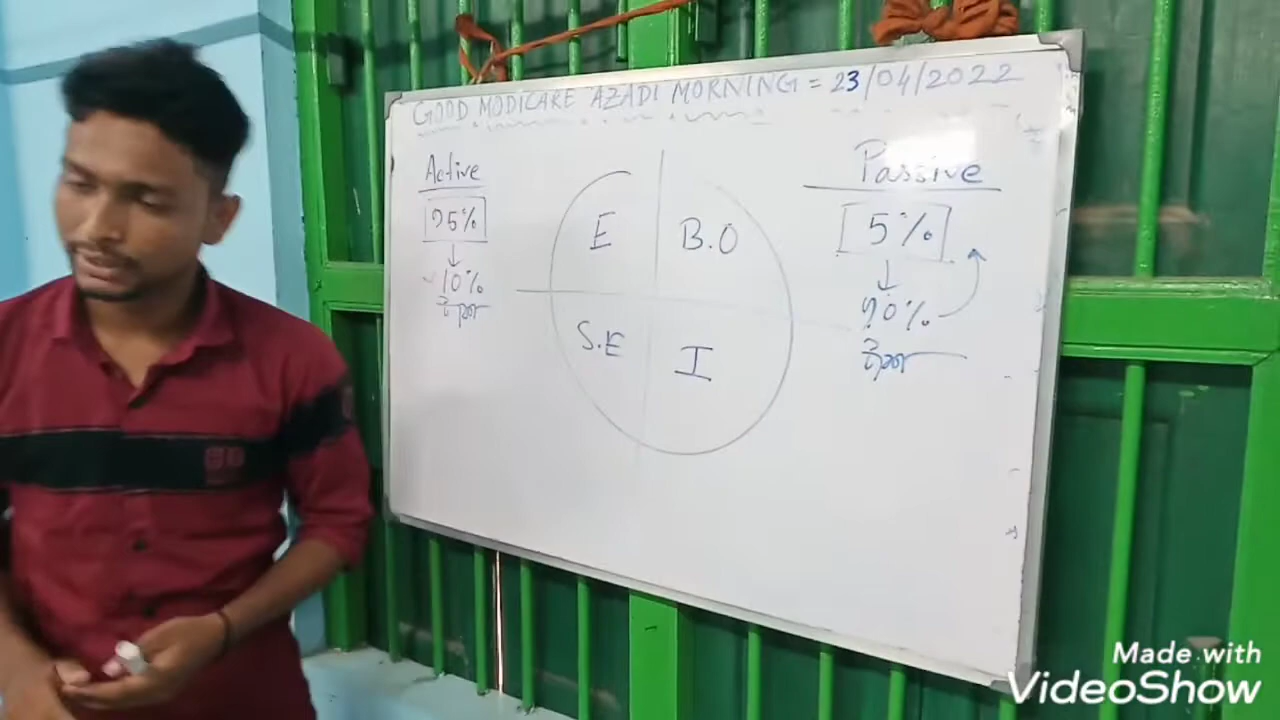 GOOD MODICARE AZADI MORNING = 23/04/2022
Active
95%
↓
10%
E
B.O
S.E
I
Passive
5%
↓
90%
Made with
VideoShow